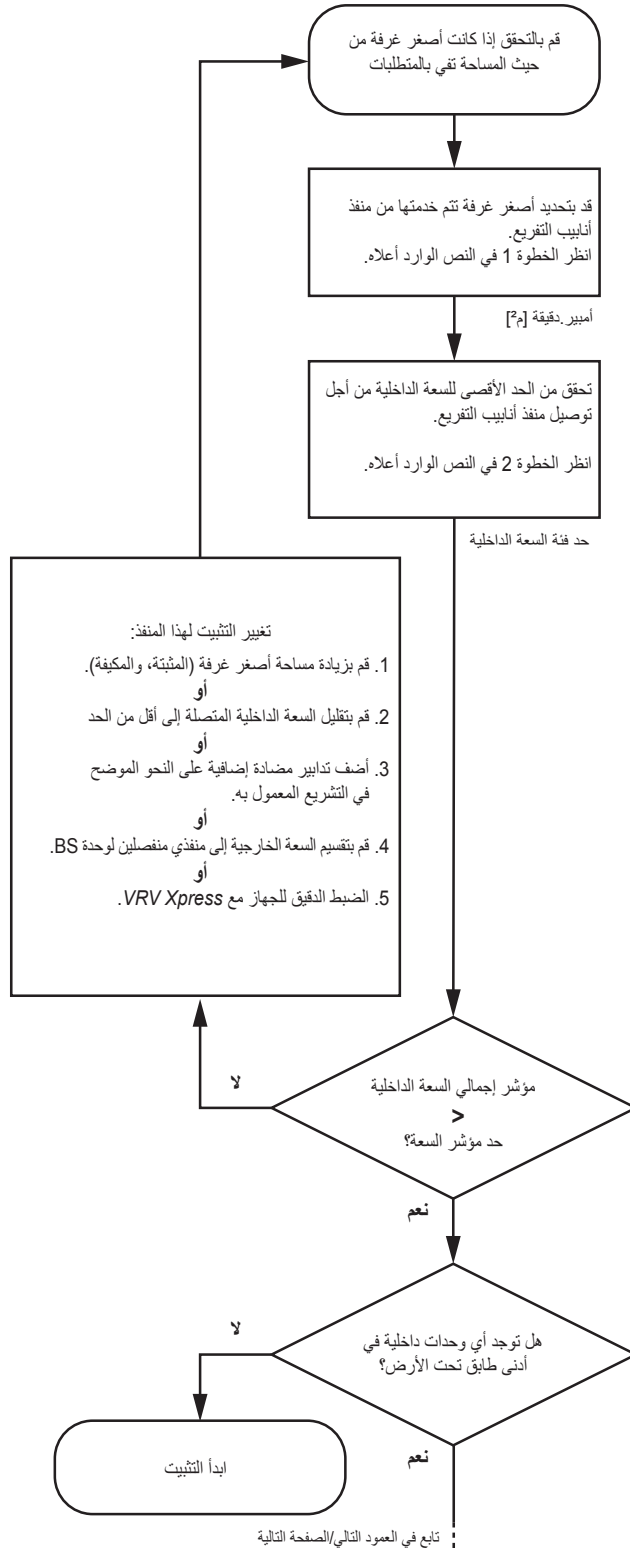 قم بالتحقق إذا كانت أصغر غرفة من
حيث المساحة تفي بالمتطلبات
قد بتحديد أصغر غرفة تتم خدمتها من منفذ
أنابيب التفريع.
انظر الخطوة 1 في النص الوارد أعلاه.
أمبير.دقيقة [م²]
تحقق من الحد الأقصى للسعة الداخلية من أجل
توصيل منفذ أنابيب التفريع.
انظر الخطوة 2 في النص الوارد أعلاه.
حد فئة السعة الداخلية
تغيير التثبيت لهذا المنفذ:
1. قم بزيادة مساحة أصغر غرفة (المثبتة، والمكيفة).
أو
2. قم بتقليل السعة الداخلية المتصلة إلى أقل من الحد
أو
3. أضف تدابير مضادة إضافية على النحو الموضح
في التشريع المعمول به.
أو
4. قم بتقسيم السعة الخارجية إلى منفذي منفصلين لوحدة BS.
أو
5. الضبط الدقيق للجهاز مع VRV Xpress.
مؤشر إجمالي السعة الداخلية
>
حد مؤشر السعة؟
لا
نعم
هل توجد أي وحدات داخلية في
أدنى طابق تحت الأرض؟
لا
نعم
ابدأ التثبيت
تابع في العمود التالي/الصفحة التالية